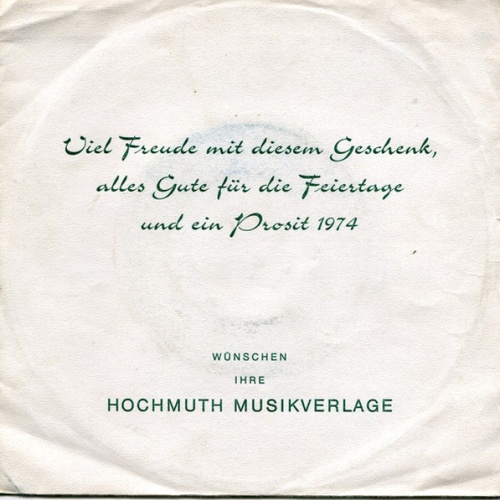 Viel Freude mit diesem Geschenk,
alles Gute für die Feiertage
und ein Prosit 1974
WÜNSCHEN
IHRE
HOCHMUTH MUSIKVERLAGE